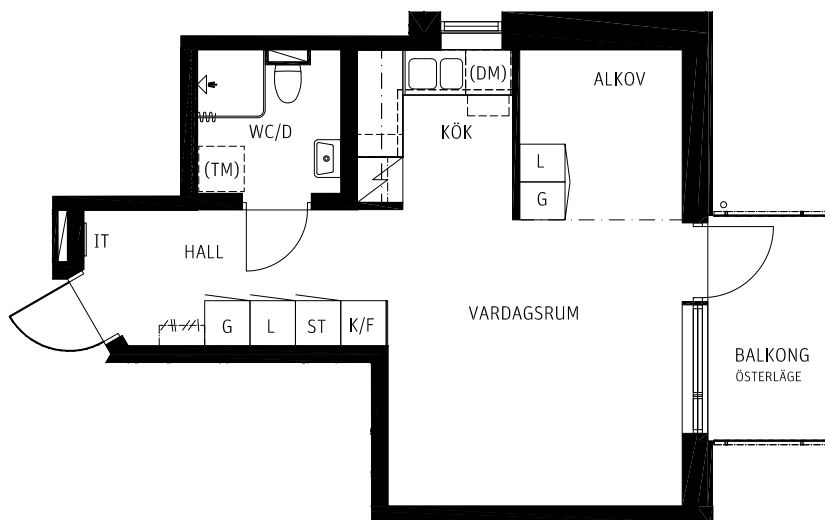 (DM)
ALKOV
WC/D
KÖK
(TM)
L
G
IT
HALL
VARDAGSRUM
G
L
ST
K/F
BALKONG
ÖSTERLÄGE